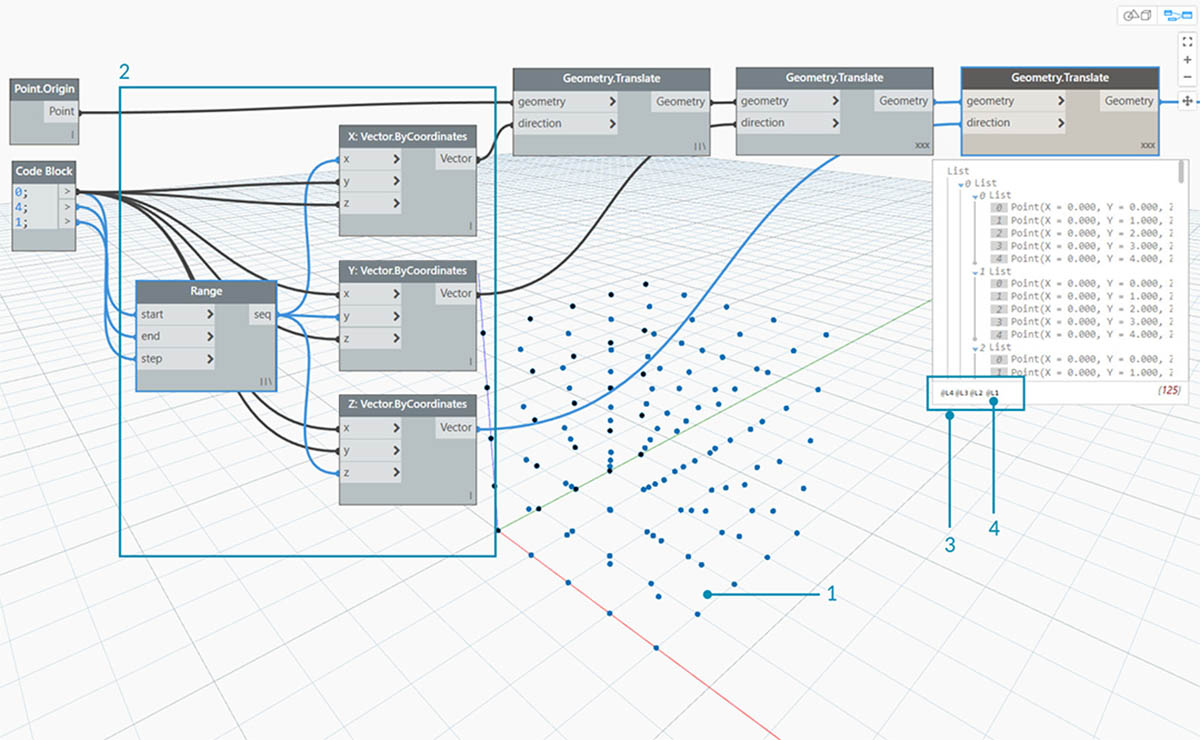 2
Point.Origin
Point
Code Block
0;
4;
1;
>
>
>
X: Vector.ByCoordinates
x
y
z
Vector
Y: Vector.ByCoordinates
x
y
z
Vector
Z: Vector.ByCoordinates
x
y
z
Vector
Range
start
end
step
seq
Geometry.Translate
geometry
direction
Geometry
Geometry.Translate
geometry
direction
Geometry
xxx
Geometry.Translate
geometry
direction
Geometry
xxx
List
0 List
0 List
0 Point(X = 0.000, Y = 0.000, Z
1 Point(X = 0.000, Y = 1.000, Z
2 Point(X = 0.000, Y = 2.000, Z
3 Point(X = 0.000, Y = 3.000, Z
4 Point(X = 0.000, Y = 4.000, Z
1 List
0 Point(X = 0.000, Y = 0.000, Z
1 Point(X = 0.000, Y = 1.000, Z
2 Point(X = 0.000, Y = 2.000, Z
3 Point(X = 0.000, Y = 3.000, Z
4 Point(X = 0.000, Y = 4.000, Z
2 List
0 Point(X = 0.000, Y = 0.000, Z
1 Point(X = 0.000, Y = 1.000, Z
@L4 @L3 @L2 @L1
(125)
3
4
1